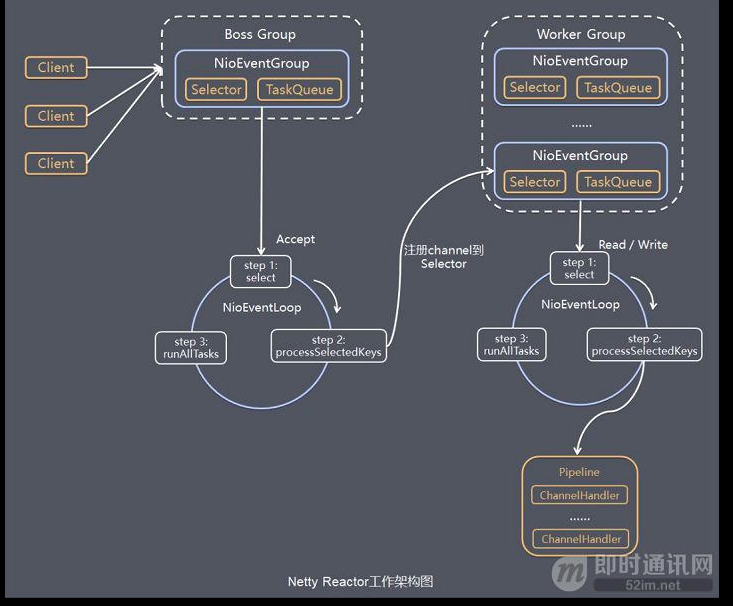 Client
Client
Client
Boss Group
NioEventGroup
Selector
TaskQueue
Worker Group
NioEventGroup
Selector
TaskQueue
......
NioEventGroup
Selector
TaskQueue
Accept
step 1:
select
NioEventLoop
step 2:
processSelectedKeys
step 3:
runAllTasks
注册channel到
Selector
Read / Write
step 1:
select
NioEventLoop
step 2:
processSelectedKeys
step 3:
runAllTasks
Pipeline
ChannelHandler
......
ChannelHandler
Netty Reactor工作架构图
m 即时通讯网
52im.net